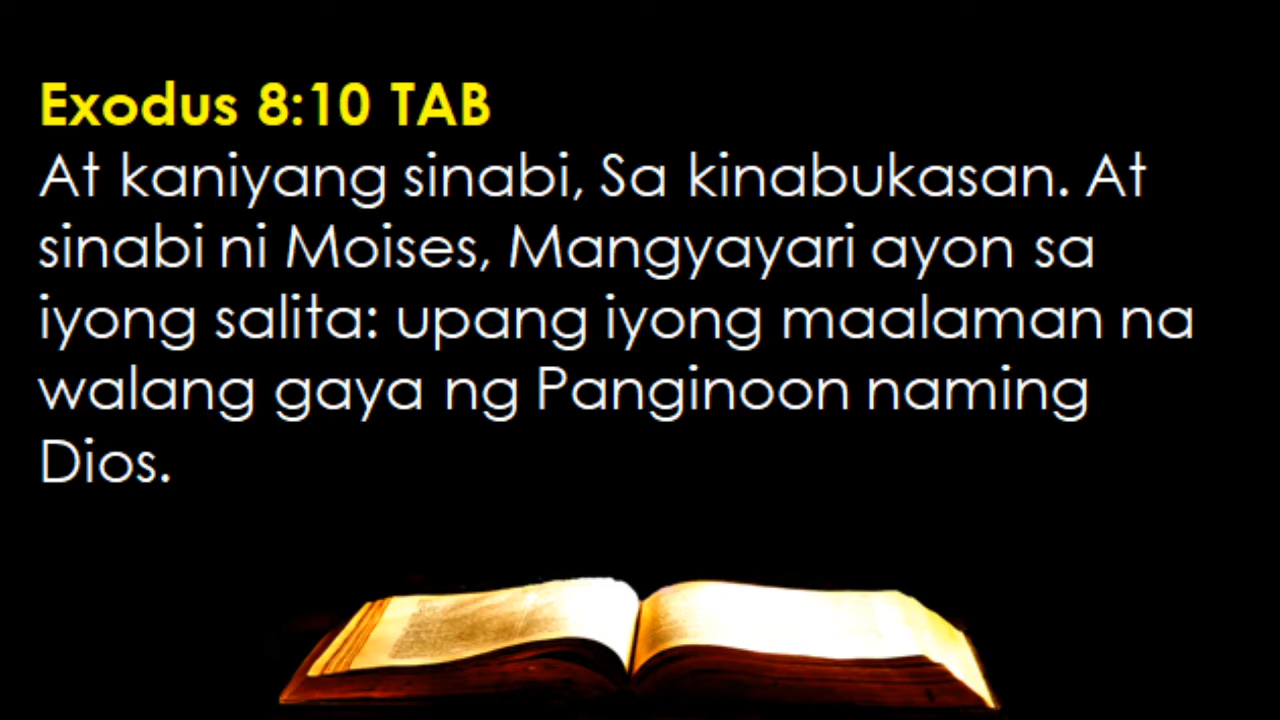 Exodus 8:10 TAB
At kaniyang sinabi, Sa kinabukasan. At
sinabi ni Moises, Mangyayari ayon sa
iyong salita: upang iyong maalaman na
walang gaya ng Panginoon naming
Dios.